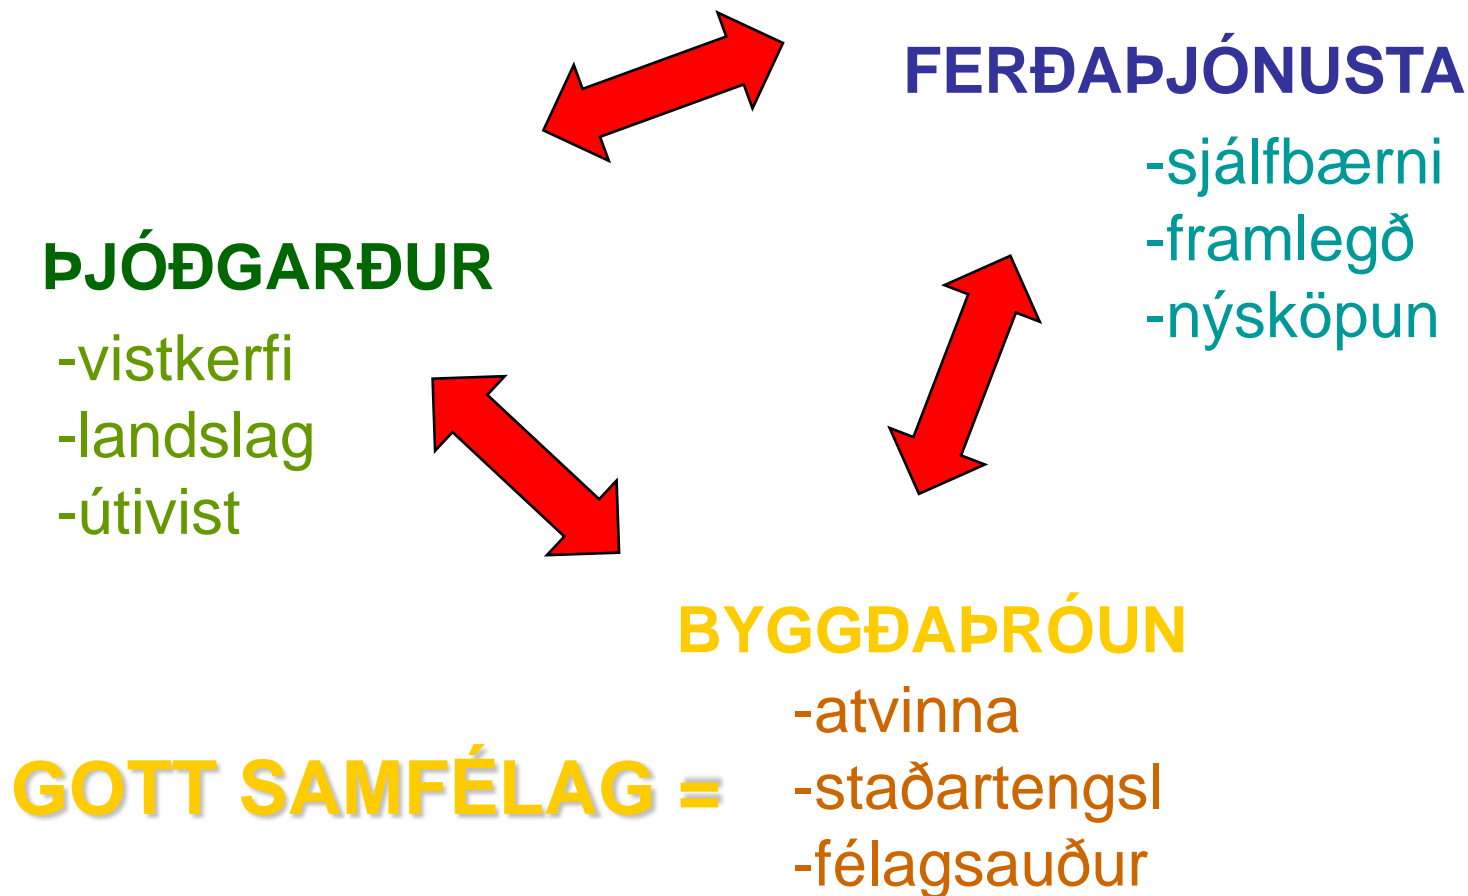 FERÐAÞJÓNUSTA
-sjálfbærni
-framlegð
-nýsköpun
ÞJÓÐGARÐUR
-vistkerfi
-landslag
-útivist
BYGGÐAÞRÓUN
-atvinna
-staðartengsl
-félagsauður
GOTT SAMFÉLAG =